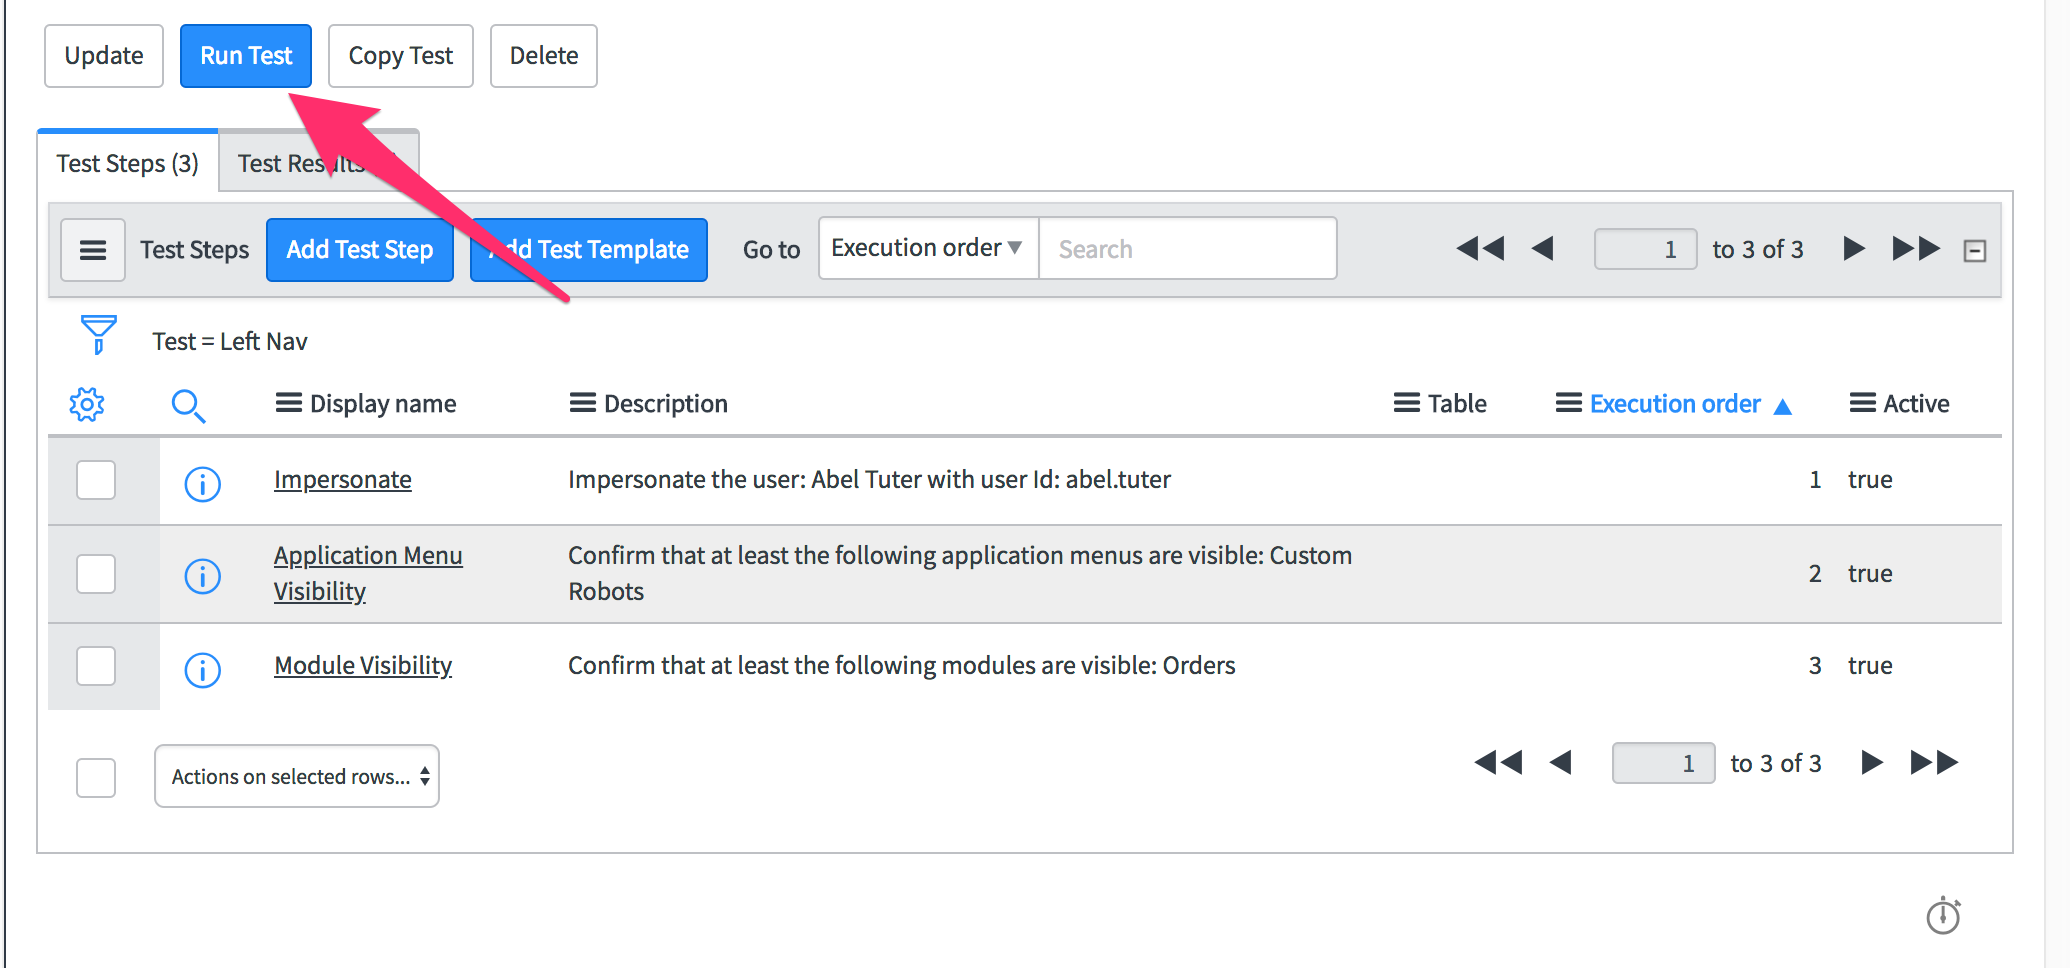 Update Run Test Copy Test Delete
Test Steps (3) Test Results
Test Steps Add Test Step Add Test Template Go to Execution order Search 1 to 3 of 3
Test = Left Nav
Display name Description Table Execution order Active
Impersonate Impersonate the user: Abel Tuter with user Id: abel.tuter 1 true
Application Menu Visibility Confirm that at least the following application menus are visible: Custom Robots 2 true
Module Visibility Confirm that at least the following modules are visible: Orders 3 true
Actions on selected rows... 1 to 3 of 3